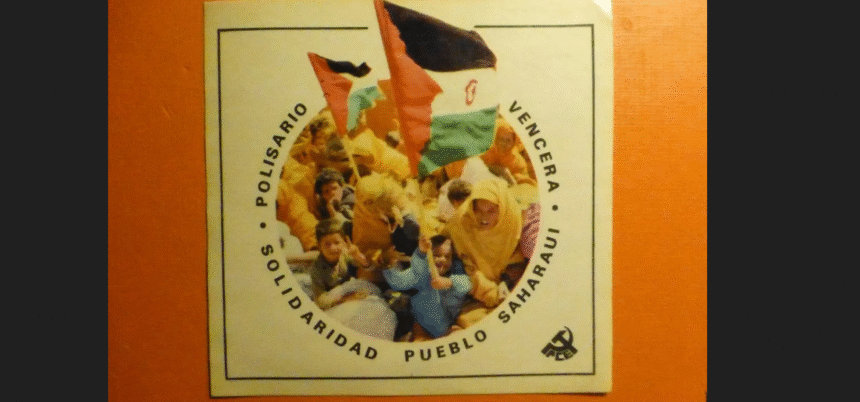 POLISARIO VENCERA •
SOLIDARIDAD PUEBLO SAHARAUI •
PCE